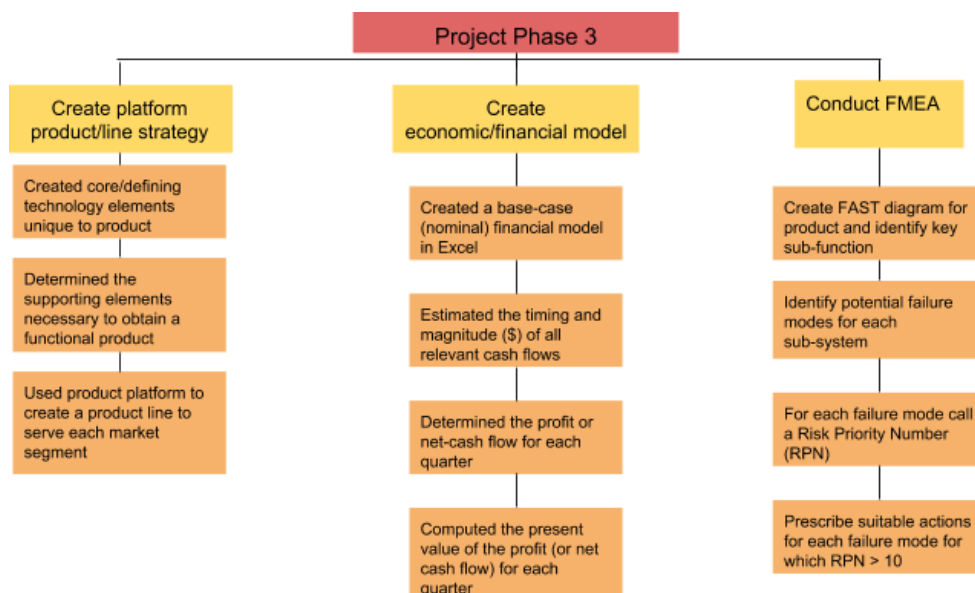 Project Phase 3
Create platform
product/line strategy
Created core/defining
technology elements
unique to product
Determined the
supporting elements
necessary to obtain a
functional product
Used product platform to
create a product line to
serve each market
segment
Create
economic/financial model
Created a base-case
(nominal) financial model
in Excel
Estimated the timing and
magnitude ($) of all
relevant cash flows
Determined the profit or
net-cash flow for each
quarter
Computed the present
value of the profit (or net
cash flow) for each
quarter
Conduct FMEA
Create FAST diagram for
product and identify key
sub-function
Identify potential failure
modes for each
sub-system
For each failure mode call
a Risk Priority Number
(RPN)
Prescribe suitable actions
for each failure mode for
which RPN > 10